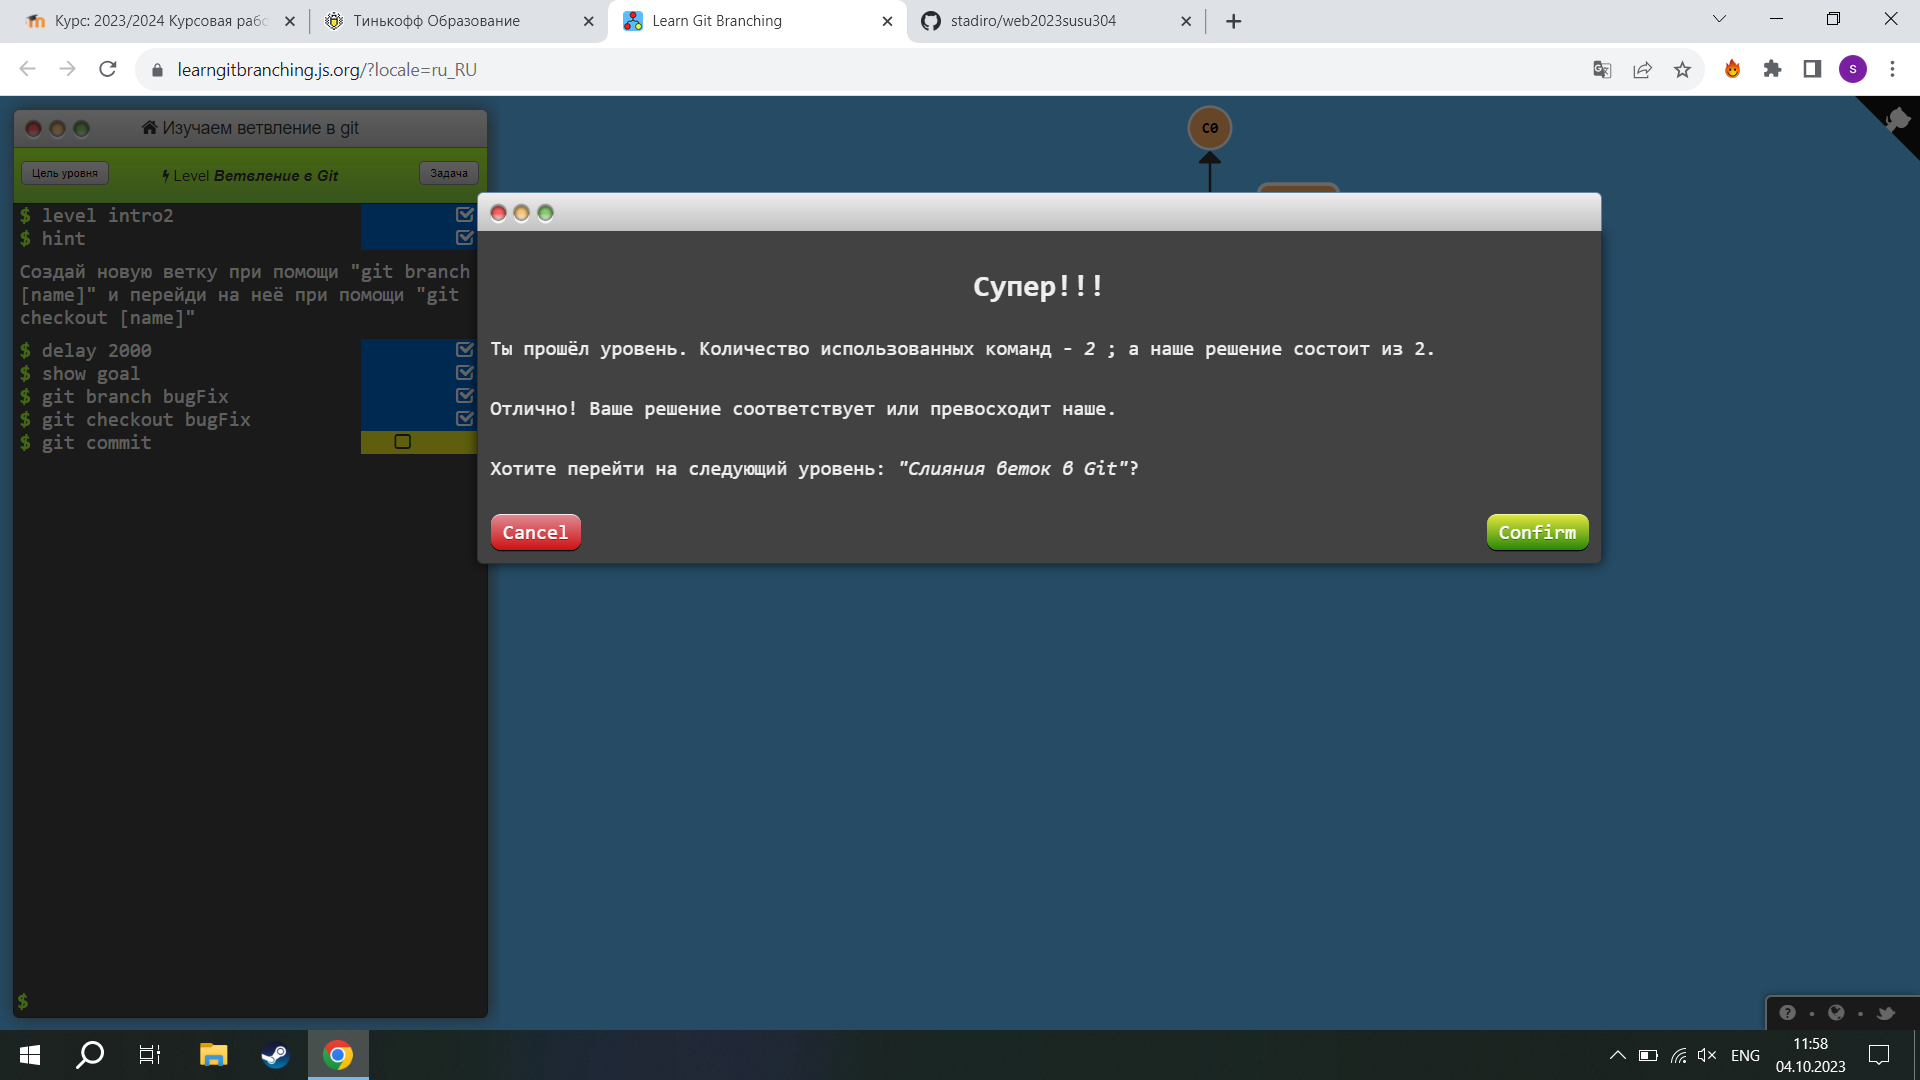 Курс: 2023/2024 Курсовая рабо
Тинькофф Образование
Learn Git Branching
stadiro/web2023susu304
learngitbranching.js.org/?locale=ru_RU
s
Изучаем ветвление в git
Цель уровня
Level Ветвление в Git
Задача
$ level intro2
$ hint
Создай новую ветку при помощи "git branch
[name]" и перейди на неё при помощи "git
checkout [name]"
$ delay 2000
$ show goal
$ git branch bugFix
$ git checkout bugFix
$ git commit
$
C0
Супер!!!
Ты прошёл уровень. Количество использованных команд - 2 ; а наше решение состоит из 2.
Отлично! Ваше решение соответствует или превосходит наше.
Хотите перейти на следующий уровень: "Слияния веток в Git"?
Cancel
Confirm
ENG
11:58
04.10.2023